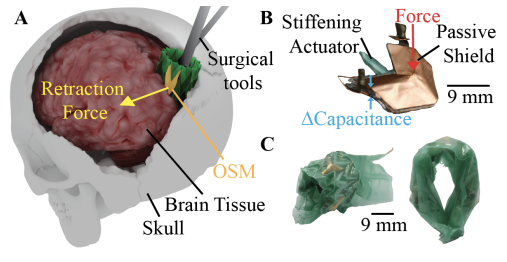 A
Surgical
tools
Retraction
Force
OSM
Brain Tissue
Skull
B
Force
Stiffening
Actuator
Passive
Shield
9 mm
ΔCapacitance
C
9 mm